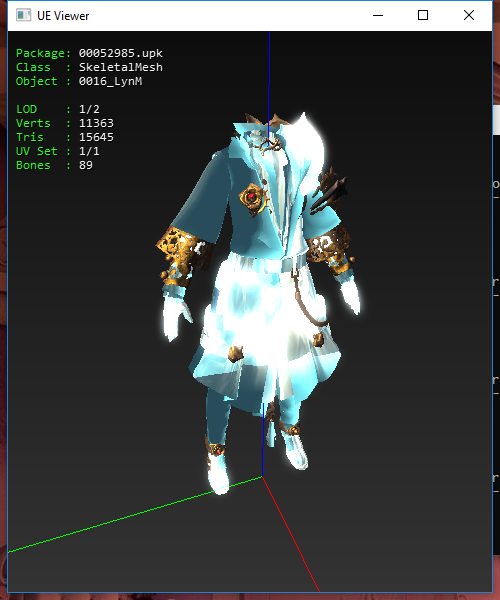 UE Viewer
Package: 00052985.upk
Class  : SkeletalMesh
Object : 0016_LynM
LOD    : 1/2
Verts  : 11363
Tris   : 15645
UV Set : 1/1
Bones  : 89